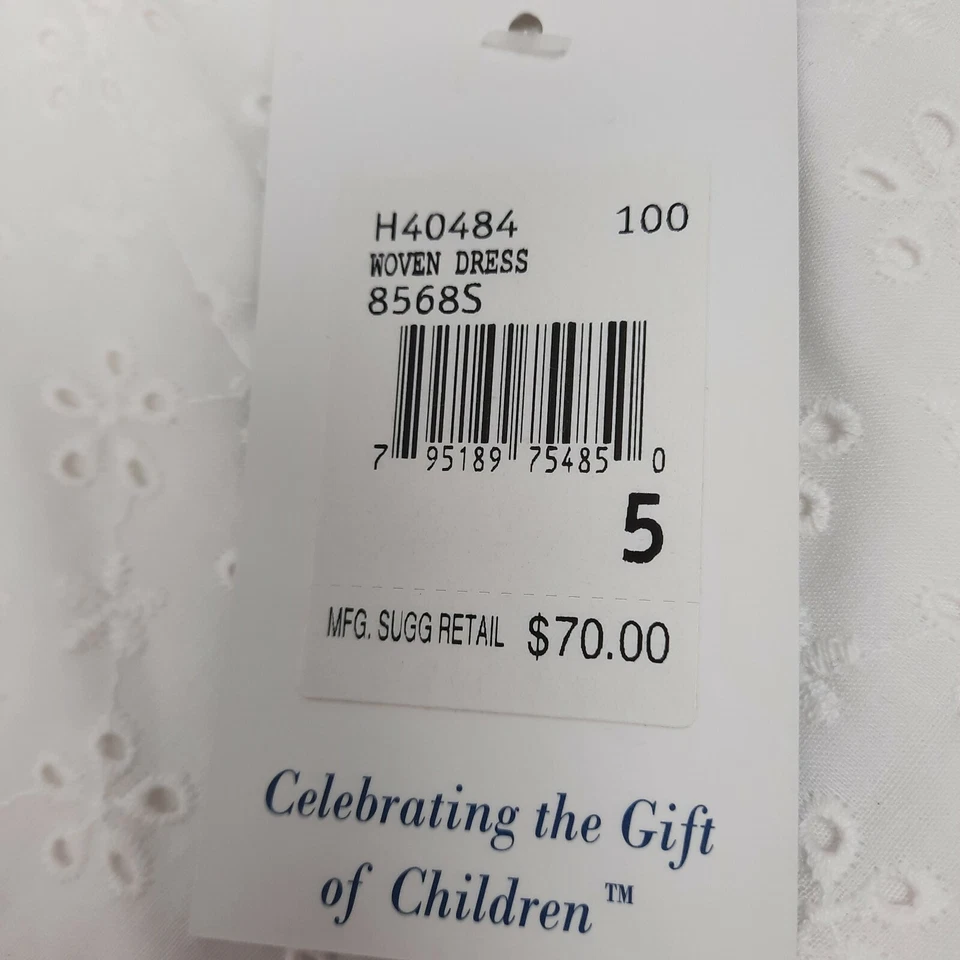 H40484 100
WOVEN DRESS
8568S
7 95189 75485 0
5
MFG. SUGG RETAIL $70.00
Celebrating the Gift
of Children™